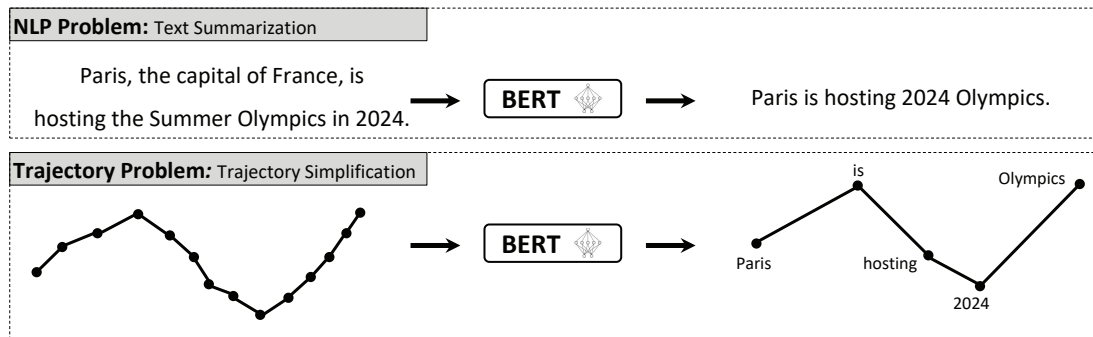 NLP Problem: Text Summarization
Paris, the capital of France, is
hosting the Summer Olympics in 2024.
BERT
Paris is hosting 2024 Olympics.
Trajectory Problem: Trajectory Simplification
BERT
is
Olympics
Paris
hosting
2024